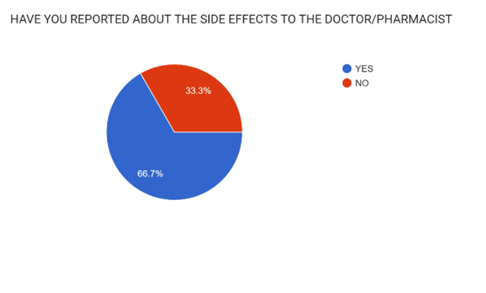 HAVE YOU REPORTED ABOUT THE SIDE EFFECTS TO THE DOCTOR/PHARMACIST
YES
NO
33.3%
66.7%